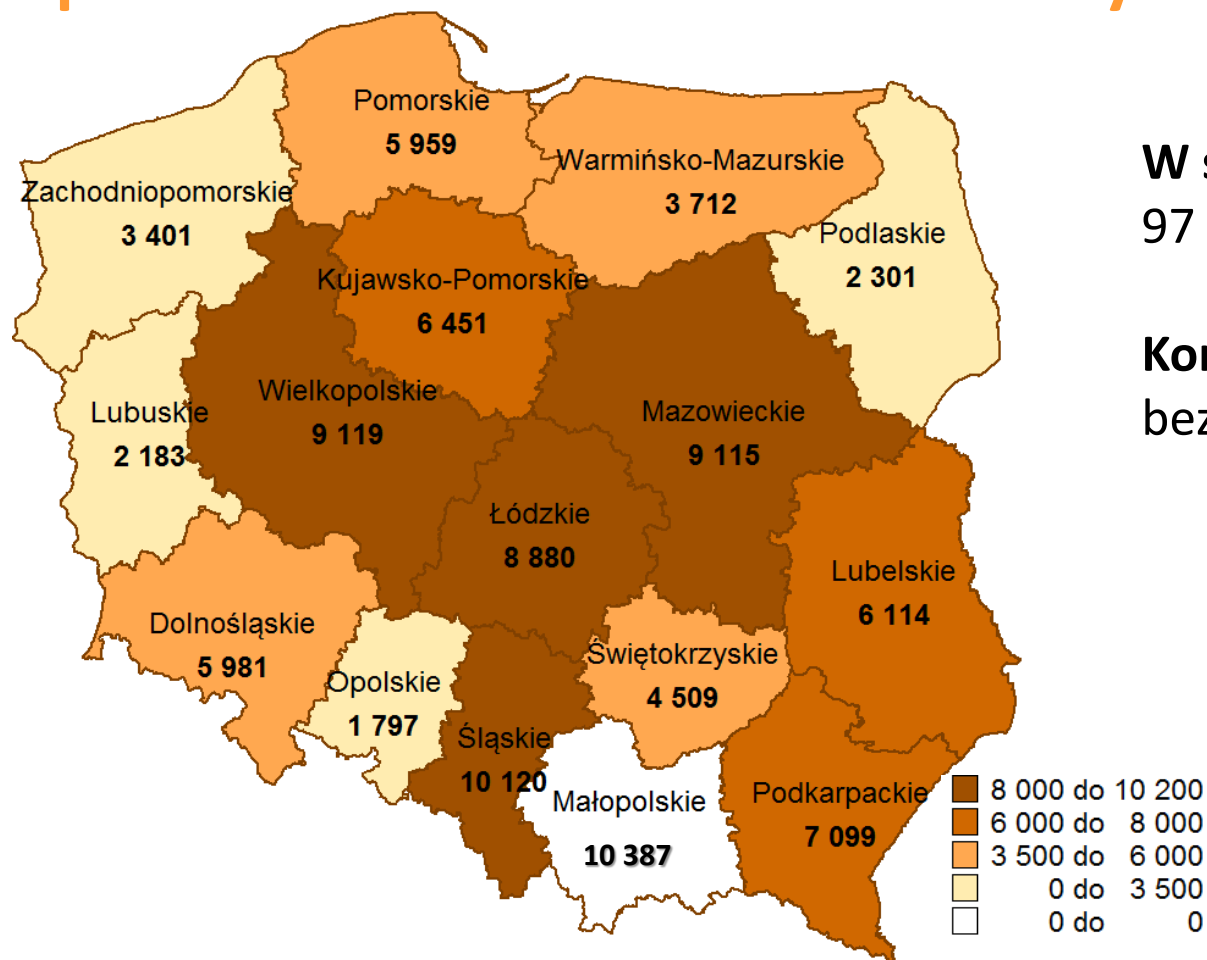 Pomorskie
5 959
Warmińsko-Mazurskie
3 712
Zachodniopomorskie
3 401
Podlaskie
2 301
Kujawsko-Pomorskie
6 451
Wielkopolskie
9 119
Mazowieckie
9 115
Lubuskie
2 183
Łódzkie
8 880
Lubelskie
6 114
Dolnośląskie
5 981
Świętokrzyskie
4 509
Opolskie
1 797
Śląskie
10 120
Małopolskie
10 387
Podkarpackie
7 099
W
97
bez
8 000 do 10 200
6 000 do 8 000
3 500 do 6 000
0 do 3 500
0 do 0